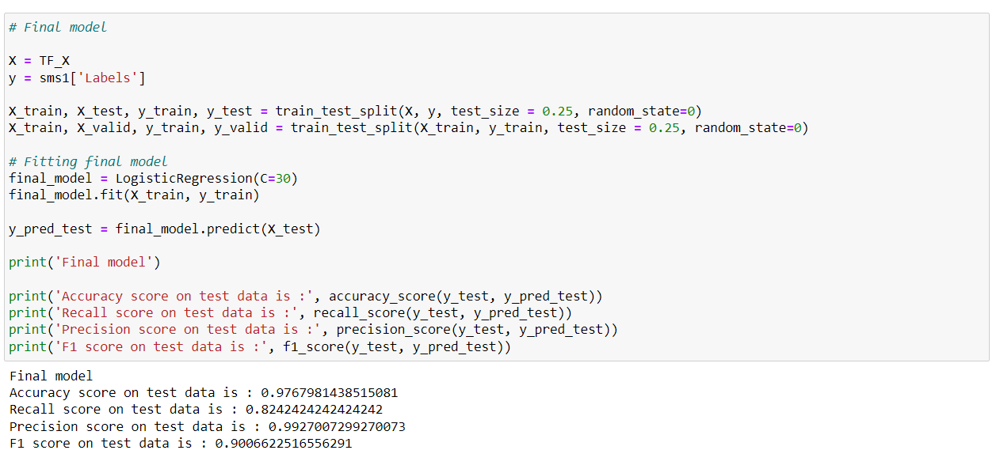 # Final model
X = TF_X
y = sms1['Labels']
X_train, X_test, y_train, y_test = train_test_split(X, y, test_size = 0.25, random_state=0)
X_train, X_valid, y_train, y_valid = train_test_split(X_train, y_train, test_size = 0.25, random_state=0)
# Fitting final model
final_model = LogisticRegression(C=30)
final_model.fit(X_train, y_train)
y_pred_test = final_model.predict(X_test)
print('Final model')
print('Accuracy score on test data is :', accuracy_score(y_test, y_pred_test))
print('Recall score on test data is :', recall_score(y_test, y_pred_test))
print('Precision score on test data is :', precision_score(y_test, y_pred_test))
print('F1 score on test data is :', f1_score(y_test, y_pred_test))
Final model
Accuracy score on test data is : 0.9767981438515081
Recall score on test data is : 0.8242424242424242
Precision score on test data is : 0.9927007299270073
F1 score on test data is : 0.9006622516556291